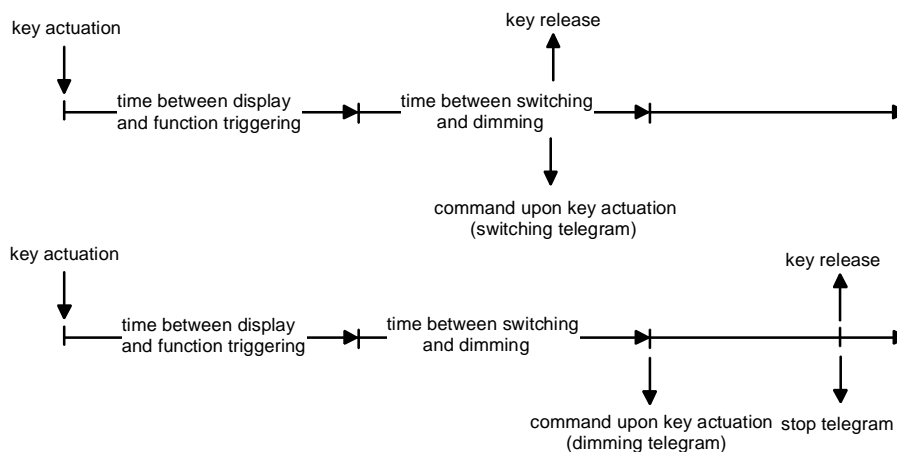 key release
key actuation
time between display
and function triggering
time between switching
and dimming
command upon key actuation
(switching telegram)
key actuation
key release
time between display
and function triggering
time between switching
and dimming
command upon key actuation
(dimming telegram)
stop telegram